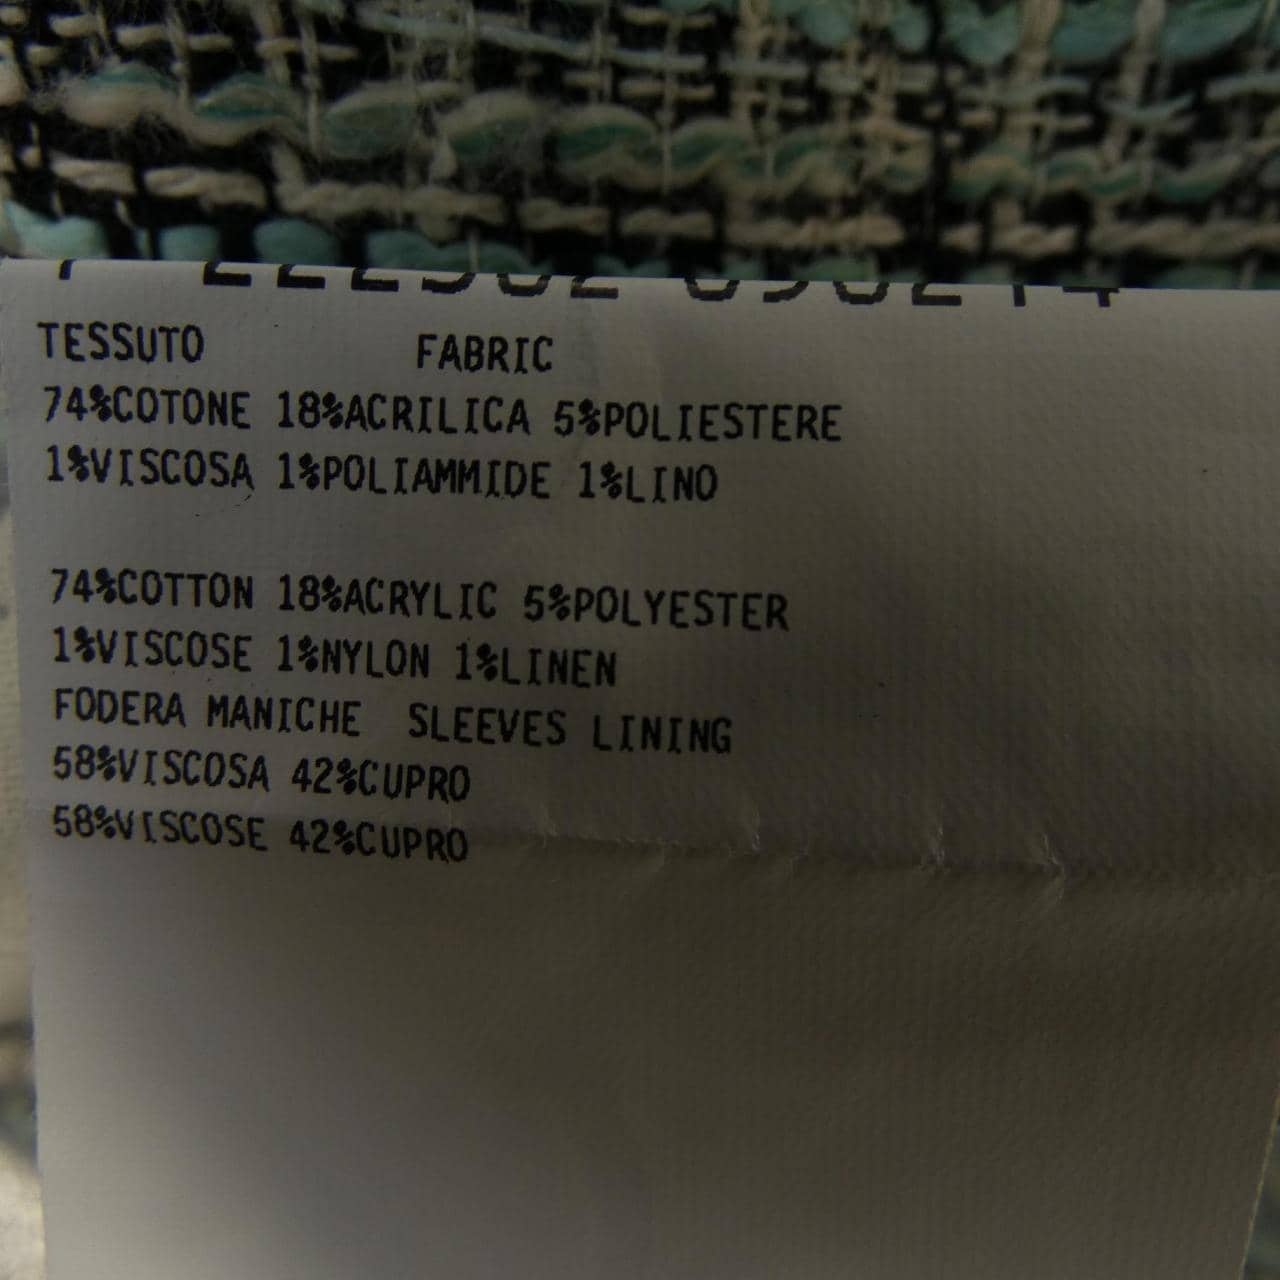 TESSUTO FABRIC
74%COTONE 18%ACRILICA 5%POLIESTERE
1%VISCOSA 1%POLIAMMIDE 1%LINO
74%COTTON 18%ACRYLIC 5%POLYESTER
1%VISCOSE 1%NYLON 1%LINEN
FODERA MANICHE SLEEVES LINING
58%VISCOSA 42%CUPRO
58%VISCOSE 42%CUPRO